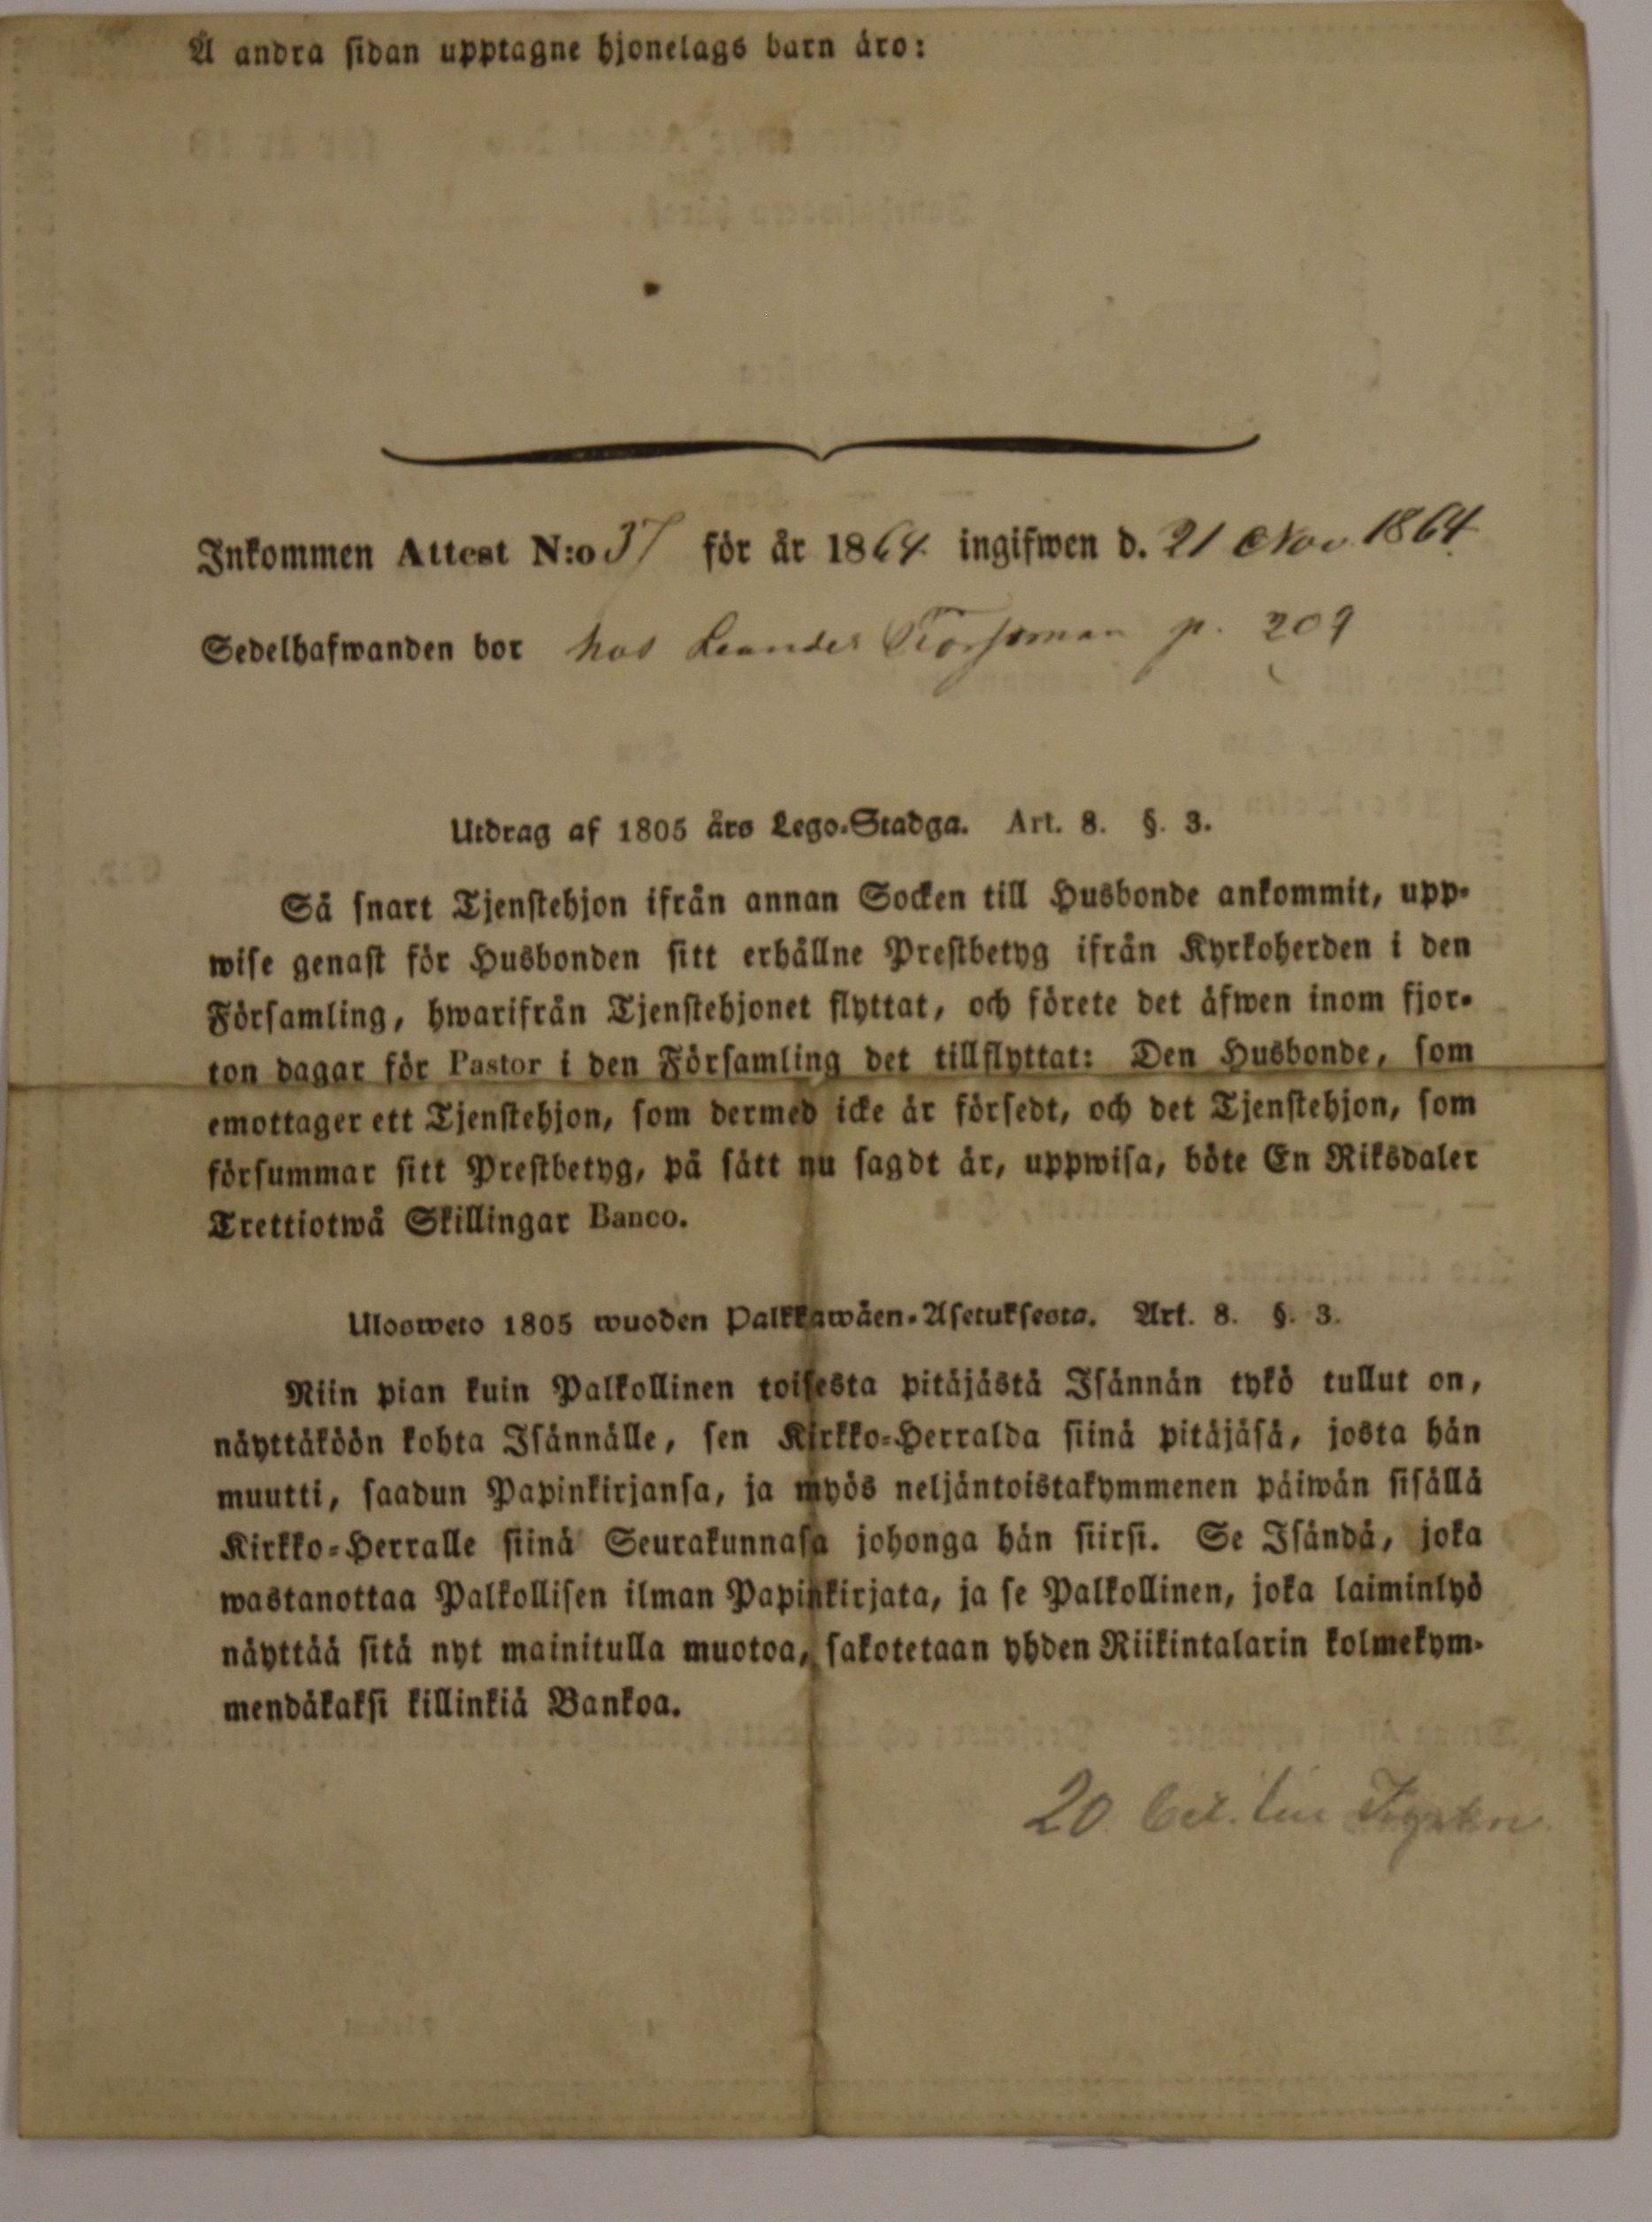 Å andra sidan upptagne hjonelags barn äro:
Inkommen Attest N:o 37 för år 1864. ingifwen d. 21 Nov 1864
Sedelhafwanden bor hos Leander p. 209
Utdrag af 1805 års Lego-Stadga. Art. 8. §. 3.
Så snart Tjenstehjon ifrån annan Socken till Husbonde ankommit, upp-
wise genast för Husbonden sitt erhållne Prestbetyg ifrån Kyrkoherden i den
Församling, hwarifrån Tjenstehjonet flyttat, och förete det äfwen inom fjor-
ton dagar för Pastor i den Församling det tillflyttat: Den Husbonde, som
emottager ett Tjenstehjon, som dermed icke är försedt, och det Tjenstehjon, som
försummar sitt Prestbetyg, på sätt nu sagdt är, uppwisa, böte En Riksdaler
Trettiotwå Skillingar Banco.
Ulosweto 1805 wuoden Palkkawäen-Asetuksesta. Art. 8. §. 3.
Niin pian kuin Palkollinen toisesta pitäjästä Isännän tykö tullut on,
näyttäköön kohta Isännälle, sen Kirkko-Herralda siinä pitäjäsä, josta hän
muutti, saadun Papinkirjansa, ja myös neljäntoistakymmenen päiwän sisällä
Kirkko-Herralle siinä Seurakunnasa johonga hän siirsi. Se Isändä, joka
wastanottaa Palkollisen ilman Papinkirjata, ja se Palkollinen, joka laiminlyö
näyttää sitä nyt mainitulla muotoa, sakotetaan yhden Riikintalarin kolmekym-
mendäkaksi killinkiä Bankoa.
20